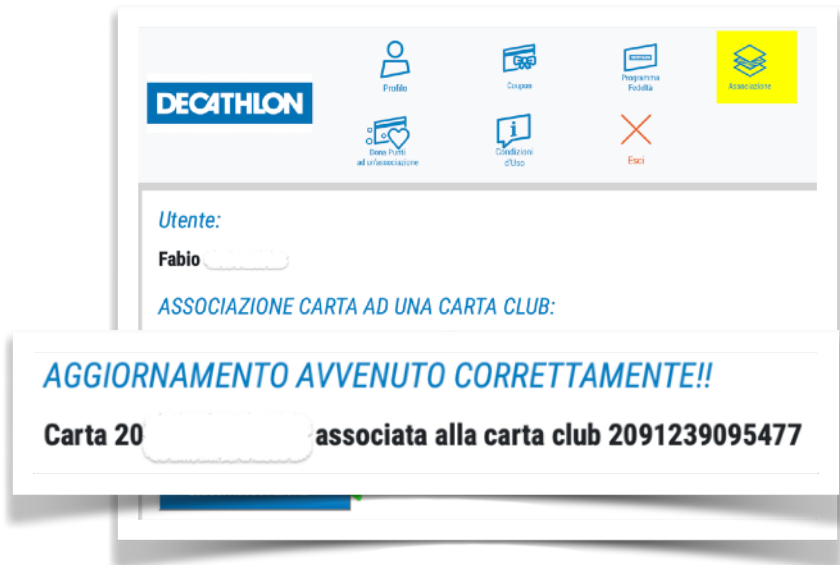 DECATHLON
Profilo
Coupon
Programma
Fedeltà
Associazione
Dona Punti
ad un'associazione
Condizioni
d'Uso
Esci
Utente:
Fabio
ASSOCIAZIONE CARTA AD UNA CARTA CLUB:
AGGIORNAMENTO AVVENUTO CORRETTAMENTE!!
Carta 20 associata alla carta club 2091239095477